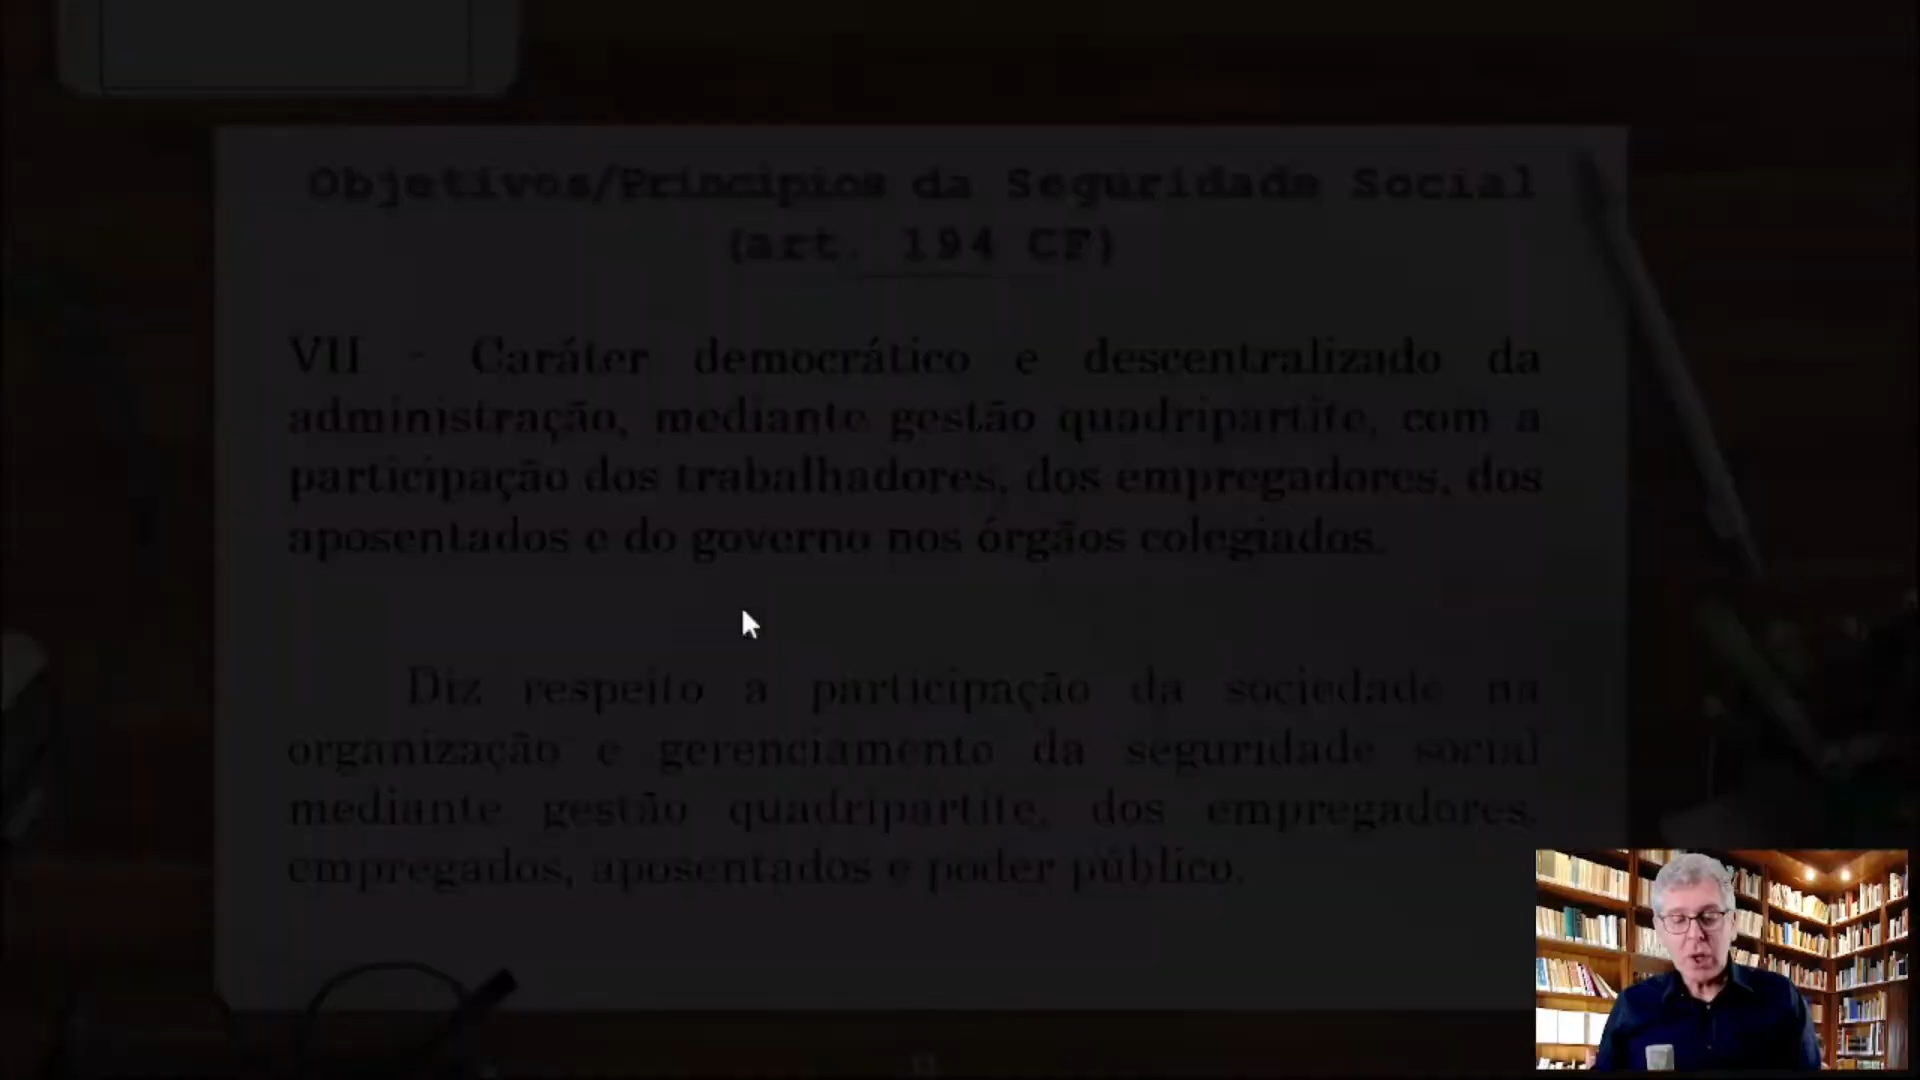 Objetivos/Princípios da Seguridade Social
(art. 194 CF)
VII - Caráter democrático e descentralizado da
administração, mediante gestão quadripartite, com a
participação dos trabalhadores, dos empregadores, dos
aposentados e do governo nos órgãos colegiados.
Diz respeito a participação da sociedade na
organização e gerenciamento da seguridade social
mediante gestão quadripartite, dos empregadores,
empregados, aposentados e poder público.